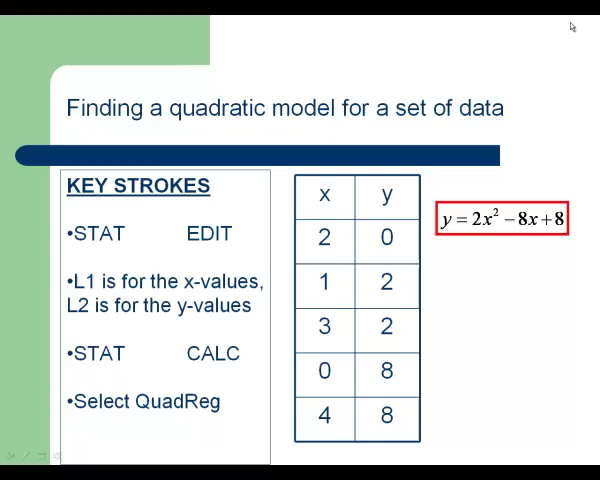 Finding a quadratic model for a set of data
KEY STROKES
•STAT EDIT
•L1 is for the x-values,
L2 is for the y-values
•STAT CALC
•Select QuadReg
x y
2 0
1 2
3 2
0 8
4 8
y = 2x² − 8x + 8